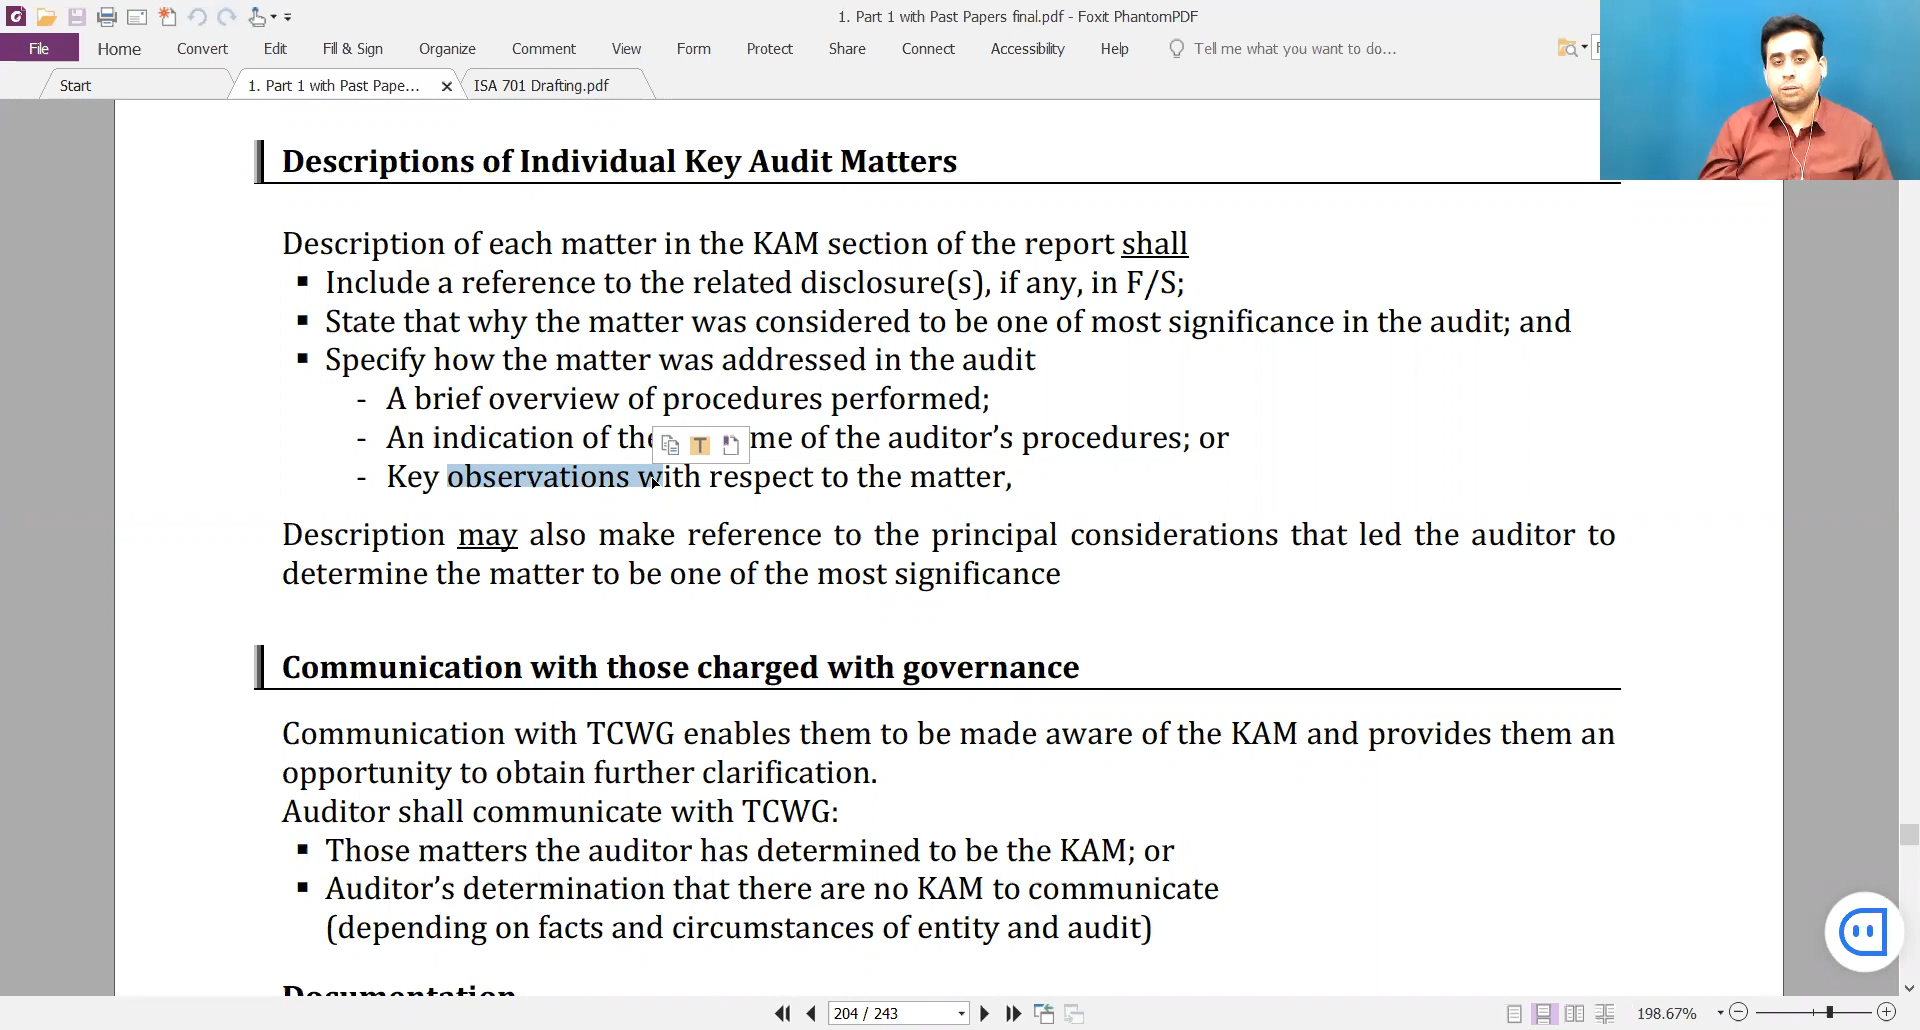 1. Part 1 with Past Papers final.pdf - Foxit PhantomPDF
File Home Convert Edit Fill & Sign Organize Comment View Form Protect Share Connect Accessibility Help Tell me what you want to do...
Start 1. Part 1 with Past Pape... ISA 701 Drafting.pdf
Descriptions of Individual Key Audit Matters
Description of each matter in the KAM section of the report shall
▪ Include a reference to the related disclosure(s), if any, in F/S;
▪ State that why the matter was considered to be one of most significance in the audit; and
▪ Specify how the matter was addressed in the audit
- A brief overview of procedures performed;
- An indication of the me of the auditor's procedures; or
- Key observations with respect to the matter,
Description may also make reference to the principal considerations that led the auditor to
determine the matter to be one of the most significance
Communication with those charged with governance
Communication with TCWG enables them to be made aware of the KAM and provides them an
opportunity to obtain further clarification.
Auditor shall communicate with TCWG:
▪ Those matters the auditor has determined to be the KAM; or
▪ Auditor's determination that there are no KAM to communicate
(depending on facts and circumstances of entity and audit)
Documentation
204 / 243
198.67%